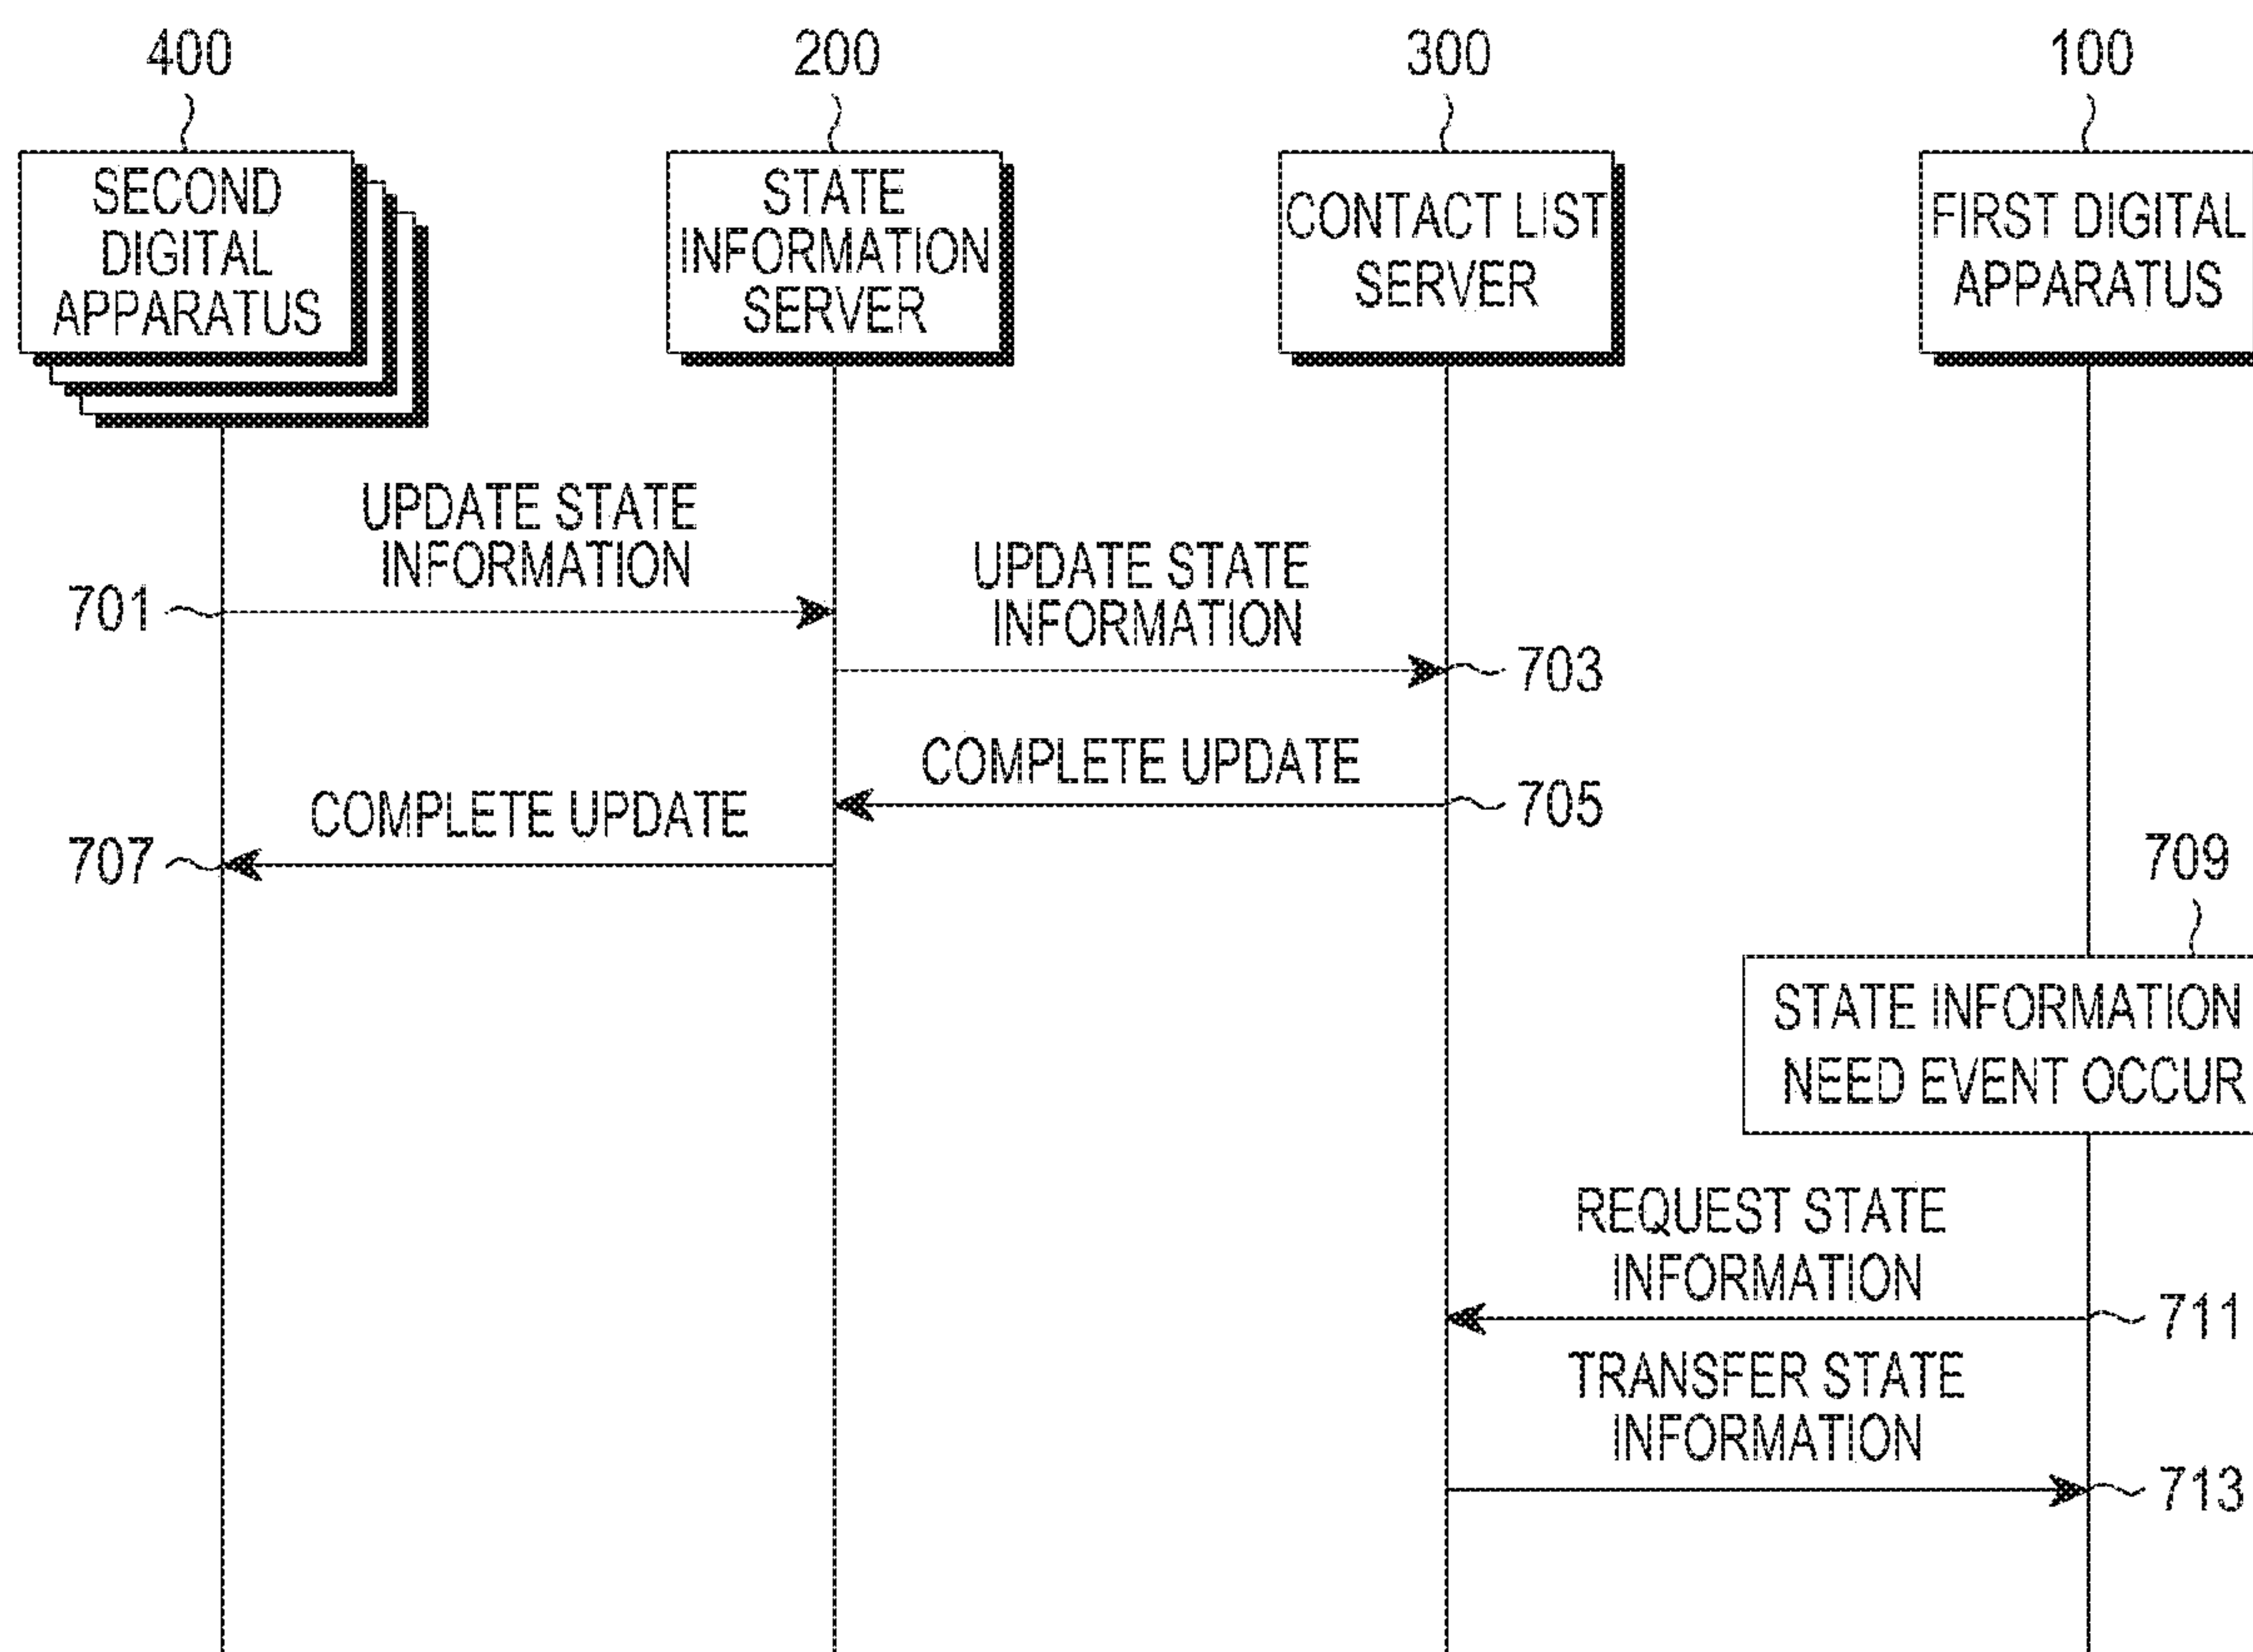 400
200
300
100
SECOND
DIGITAL
APPARATUS
STATE
INFORMATION
SERVER
CONTACT LIST
SERVER
FIRST DIGITAL
APPARATUS
UPDATE STATE
INFORMATION
701
UPDATE STATE
INFORMATION
703
COMPLETE UPDATE
705
COMPLETE UPDATE
707
709
STATE INFORMATION
NEED EVENT OCCUR
REQUEST STATE
INFORMATION
711
TRANSFER STATE
INFORMATION
713